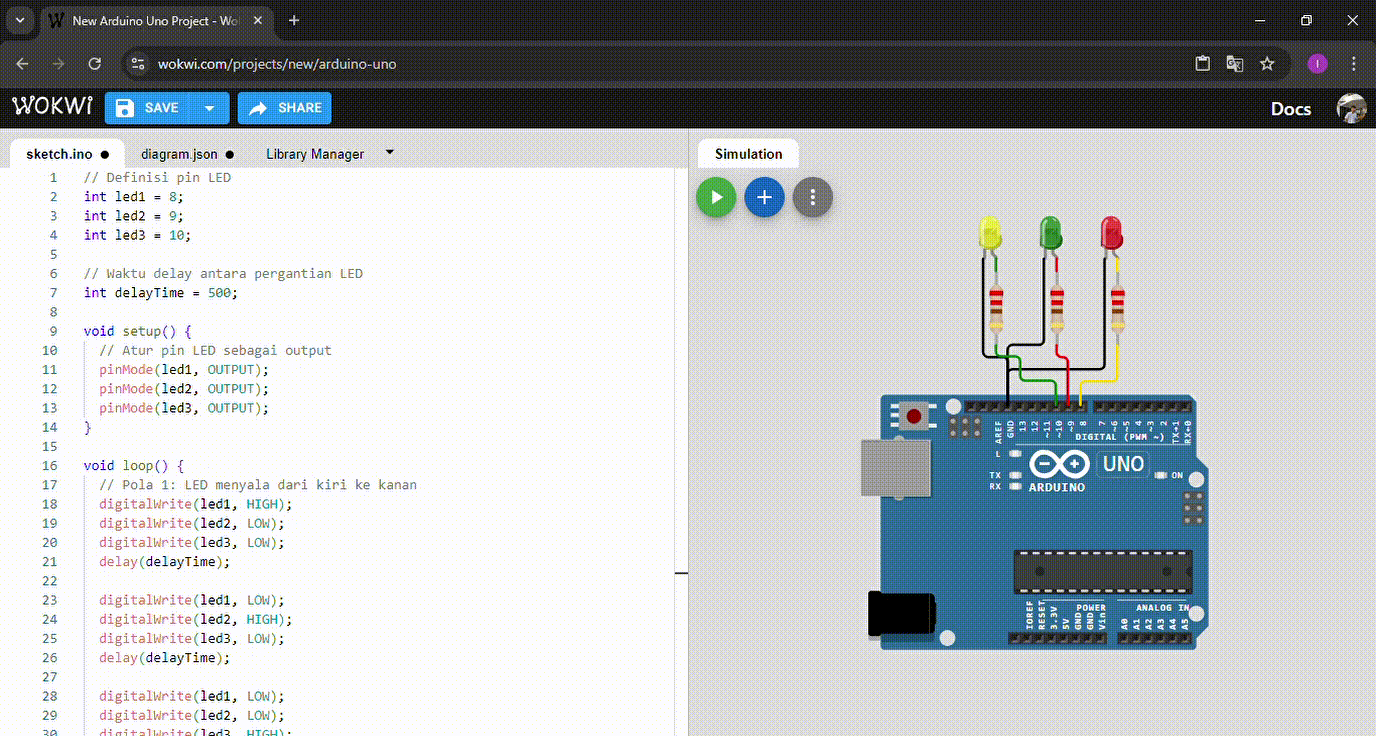 New Arduino Uno Project - Wo
wokwi.com/projects/new/arduino-uno
I
WOKWI
SAVE
SHARE
Docs
sketch.ino
diagram.json
Library Manager
Simulation
1 // Definisi pin LED
2 int led1 = 8;
3 int led2 = 9;
4 int led3 = 10;
5
6 // Waktu delay antara pergantian LED
7 int delayTime = 500;
8
9 void setup() {
10 // Atur pin LED sebagai output
11 pinMode(led1, OUTPUT);
12 pinMode(led2, OUTPUT);
13 pinMode(led3, OUTPUT);
14 }
15
16 void loop() {
17 // Pola 1: LED menyala dari kiri ke kanan
18 digitalWrite(led1, HIGH);
19 digitalWrite(led2, LOW);
20 digitalWrite(led3, LOW);
21 delay(delayTime);
22
23 digitalWrite(led1, LOW);
24 digitalWrite(led2, HIGH);
25 digitalWrite(led3, LOW);
26 delay(delayTime);
27
28 digitalWrite(led1, LOW);
29 digitalWrite(led2, LOW);
30 digitalWrite(led3, HIGH);
AREF GND 13 12 ~11 ~10 ~9 8 7 ~6 ~5 4 ~3 2 TX→1 RX←0
DIGITAL (PWM ~)
L
TX
RX
UNO
ON
ARDUINO
POWER
ANALOG IN
IOREF RESET 3.3V 5V GND GND Vin A0 A1 A2 A3 A4 A5